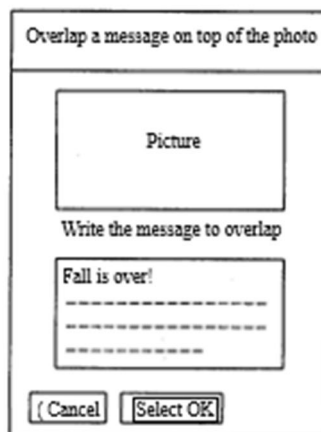 Overlap a message on top of the photo
Picture
Write the message to overlap
Fall is over!
( Cancel
Select OK